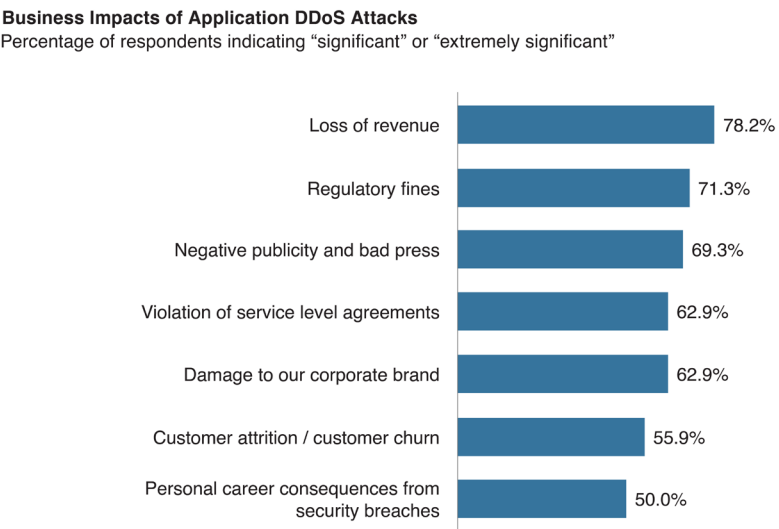 Business Impacts of Application DDoS Attacks
Percentage of respondents indicating “significant” or “extremely significant”
Loss of revenue 78.2%
Regulatory fines 71.3%
Negative publicity and bad press 69.3%
Violation of service level agreements 62.9%
Damage to our corporate brand 62.9%
Customer attrition / customer churn 55.9%
Personal career consequences from
security breaches 50.0%